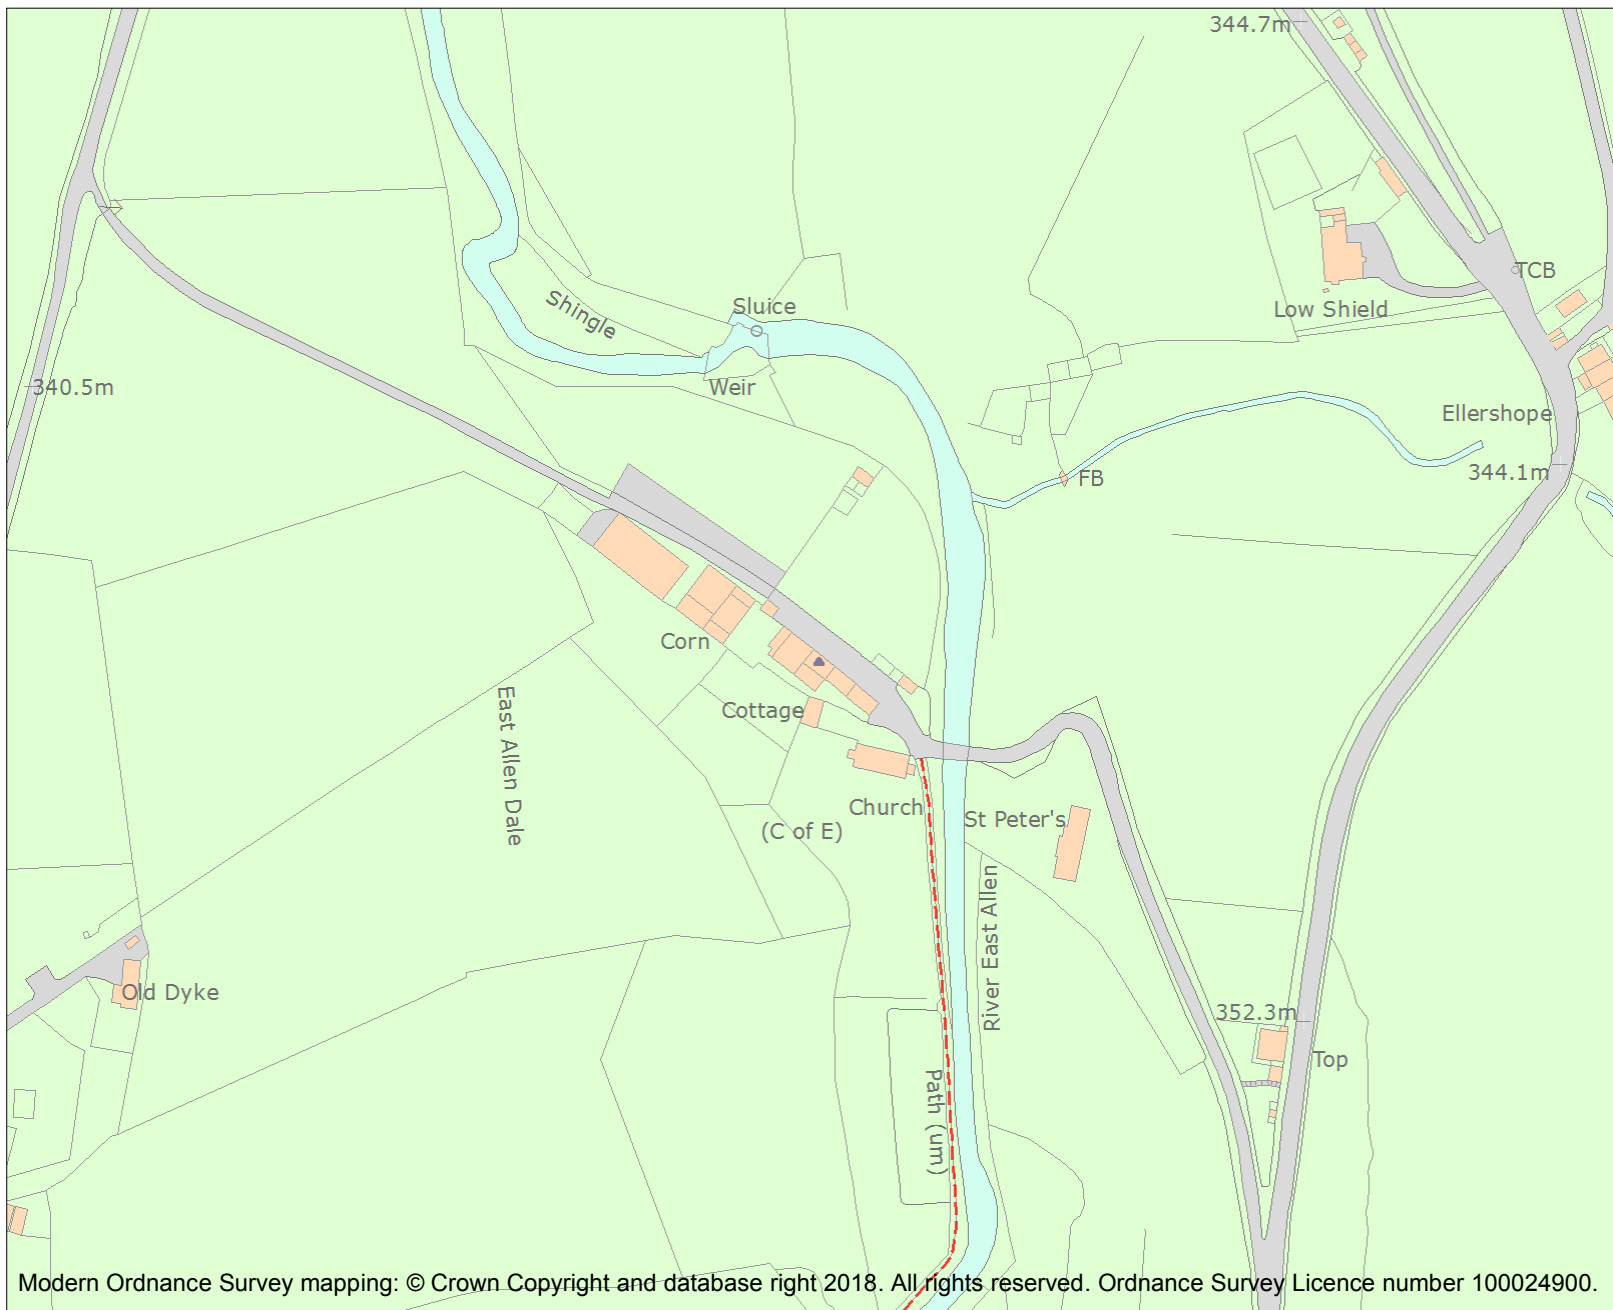 344.7m
TCB
Sluice
Shingle
Low Shield
340.5m
Weir
Ellershope
344.1m
FB
Corn
East Allen Dale
Cottage
Church
St Peter's
(C of E)
River East Allen
Old Dyke
352.3m
Top
Path (um)
Modern Ordnance Survey mapping: © Crown Copyright and database right 2018. All rights reserved. Ordnance Survey Licence number 100024900.